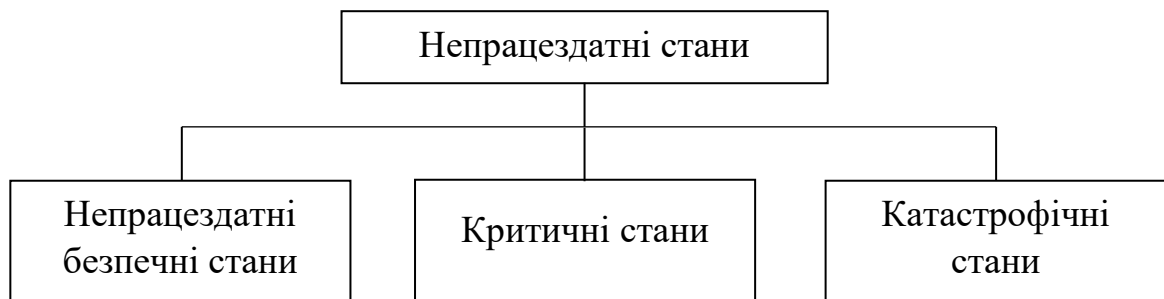 Непрацездатні стани
Непрацездатні
безпечні стани
Критичні стани
Катастрофічні
стани